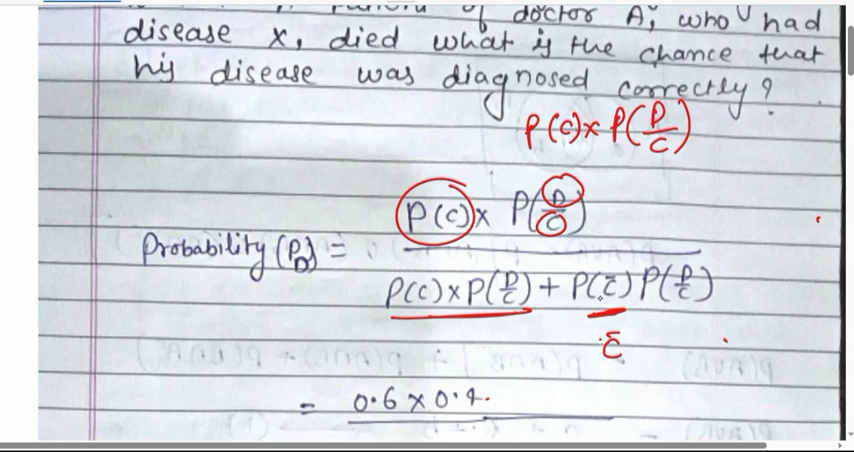 of doctor A, who had
disease x, died what is the chance that
his disease was diagnosed correctly?
P(C)× P(D/C)
P(C)× P(D/C)
Probability (P/D) =
P(C)×P(D/C) + P(C̅) P(D/C̅)
C̅
= 0.6 × 0.4